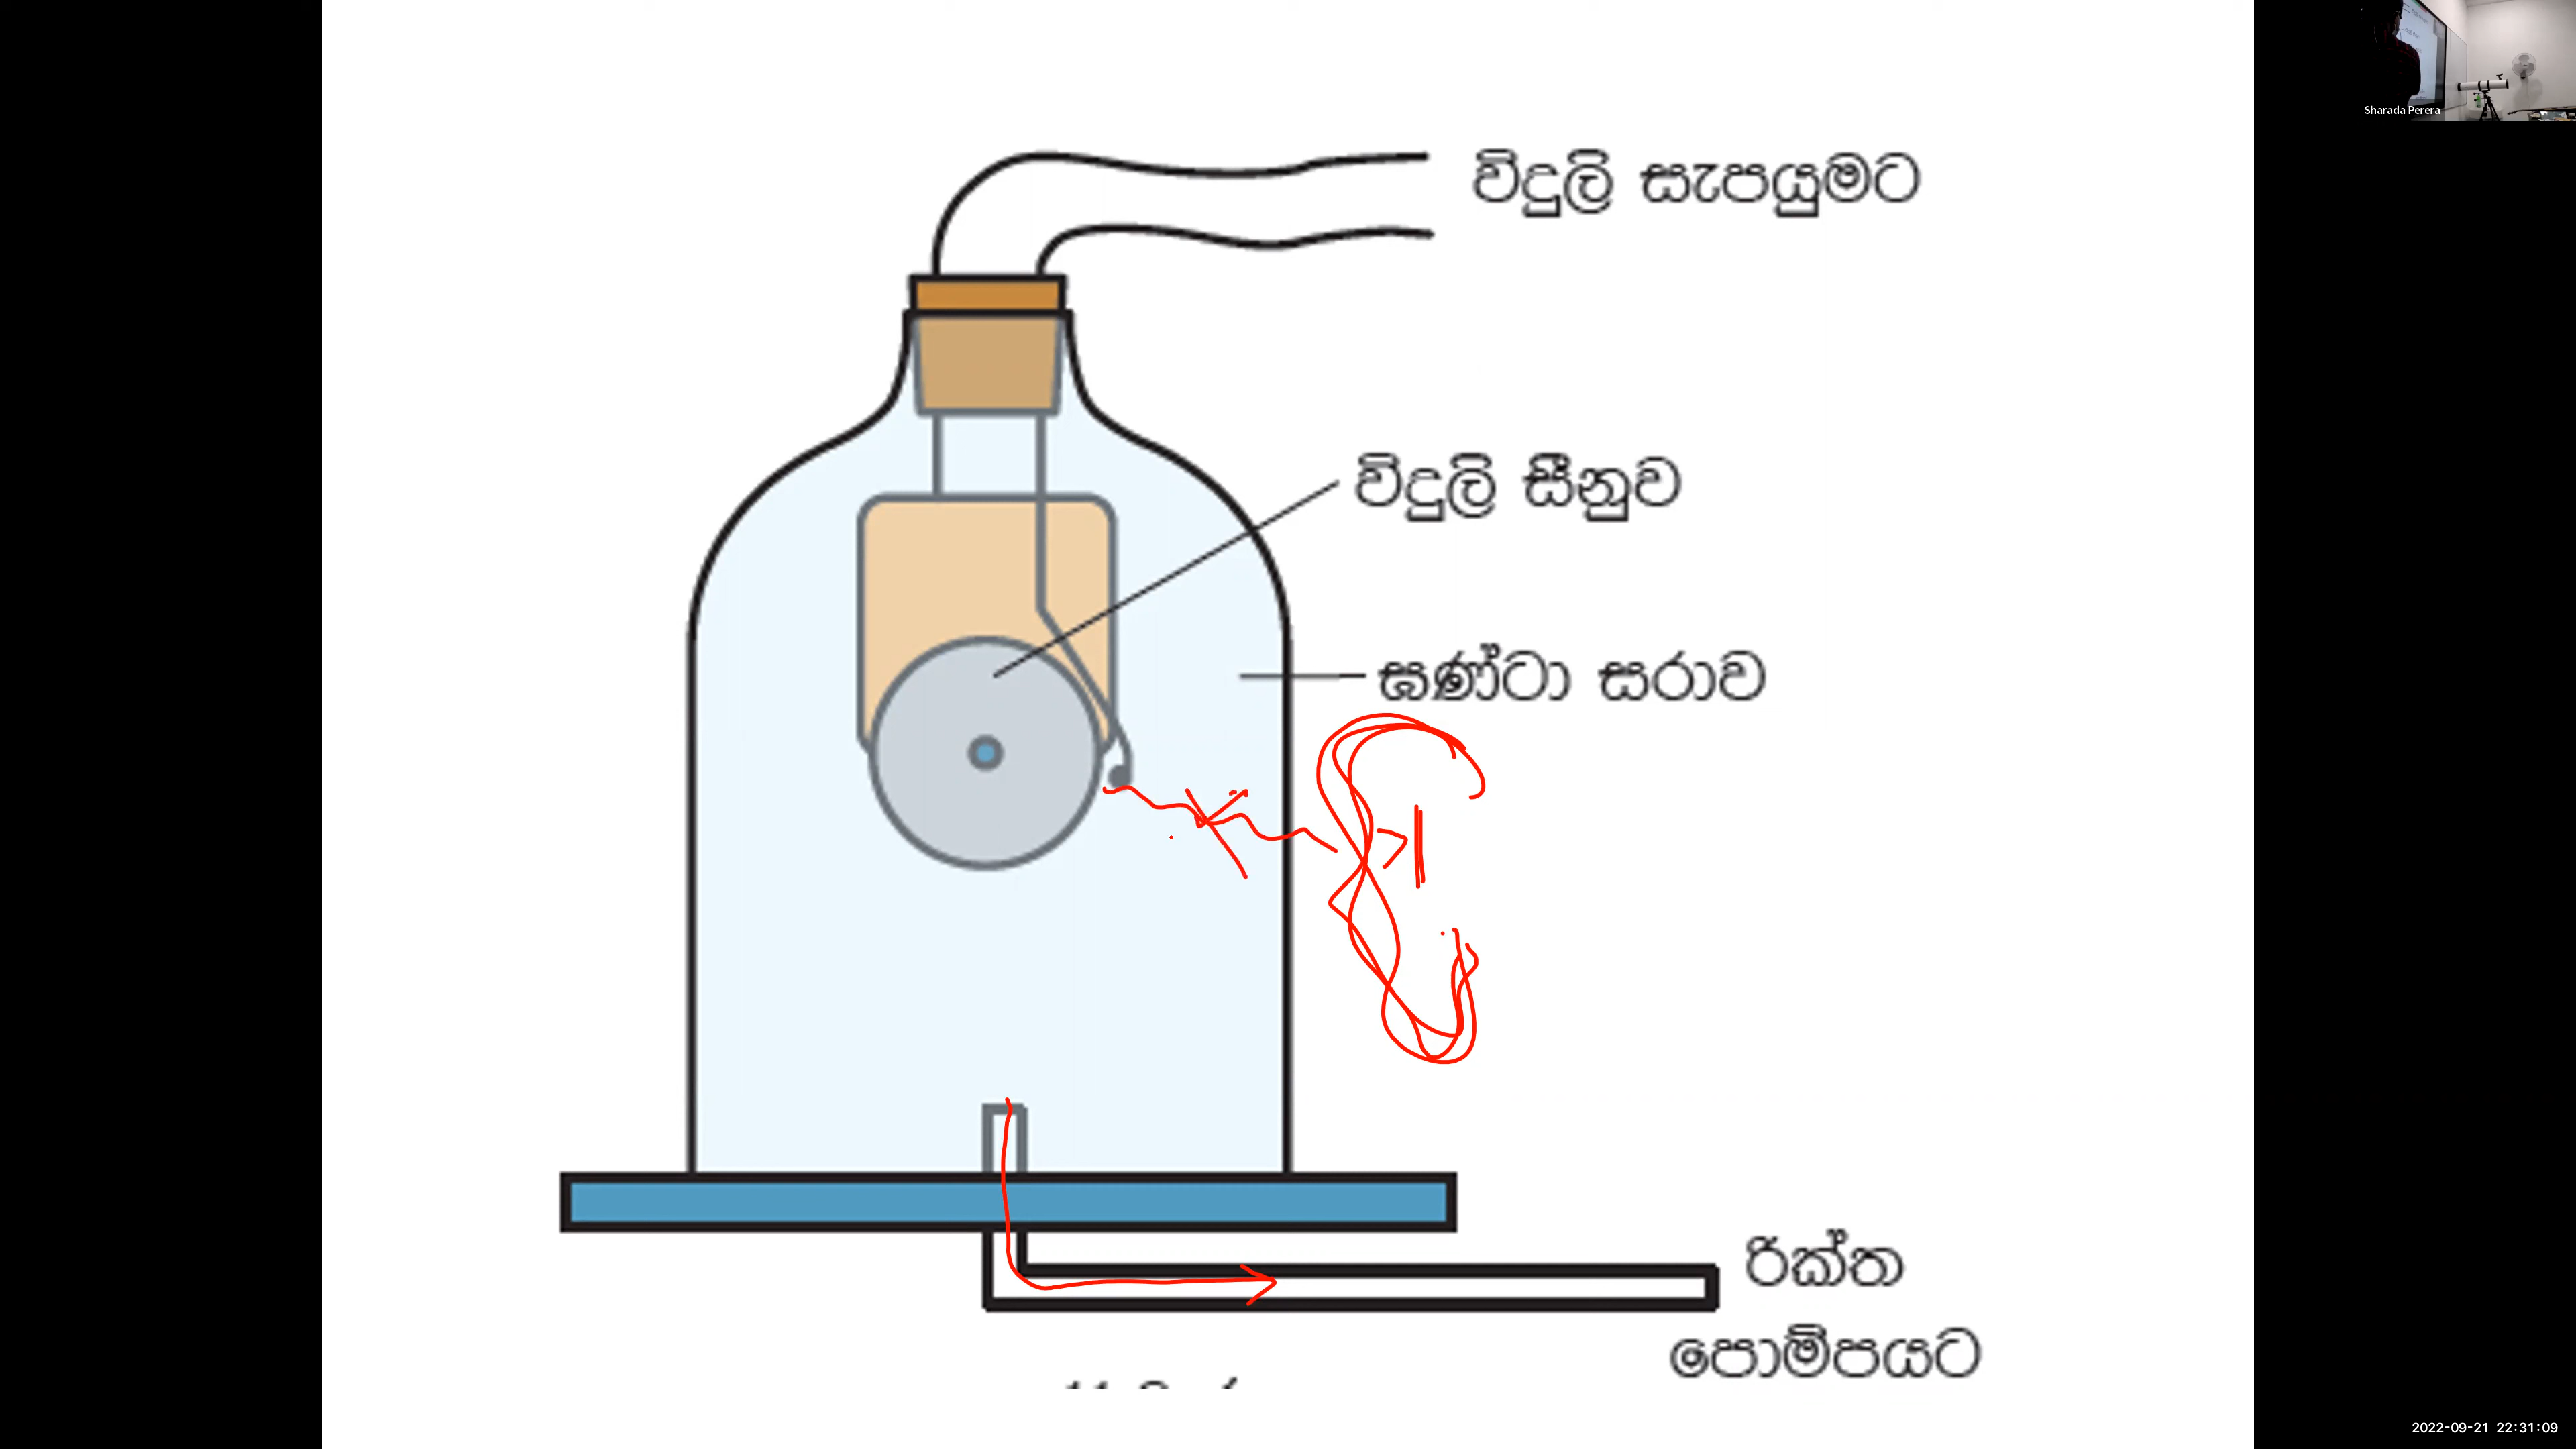 Sharada Perera
විදුලි සැපයුමට
විදුලි සීනුව
ඝණ්ටා සරාව
රික්ත
පොම්පයට
2022-09-21 22:31:09